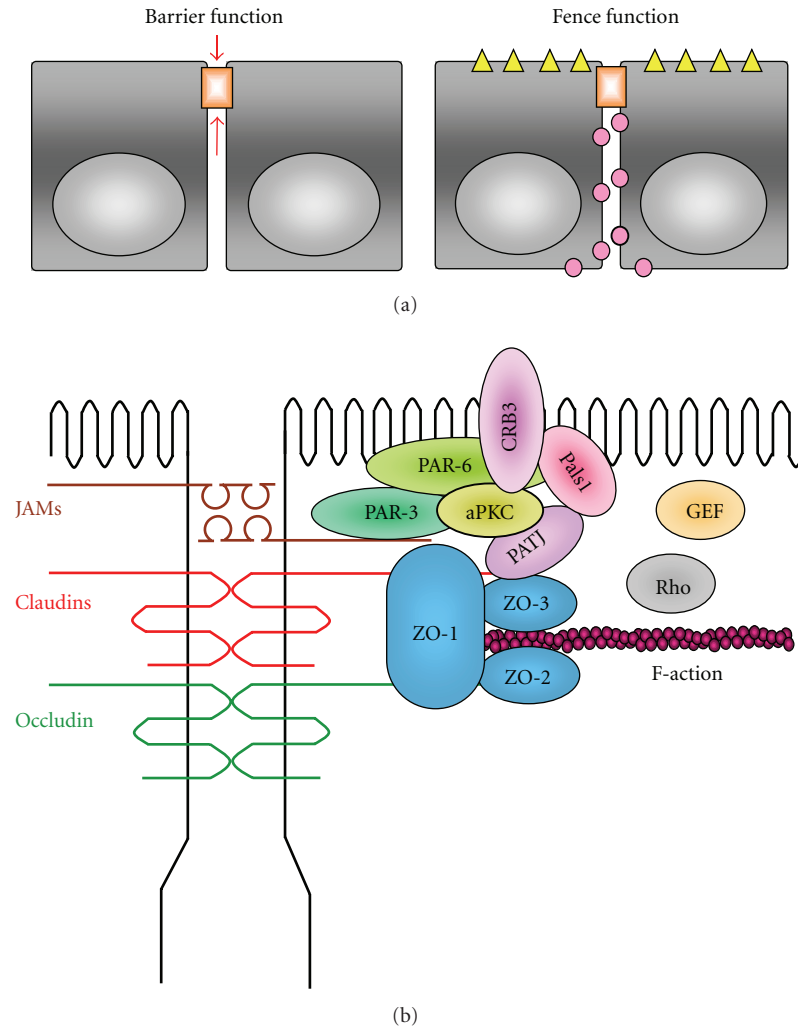 Barrier function
Fence function
(a)
CRB3
PAR-6
Pals1
JAMs
PAR-3
aPKC
GEF
PATJ
Claudins
ZO-1
ZO-3
Rho
ZO-2
F-action
Occludin
(b)